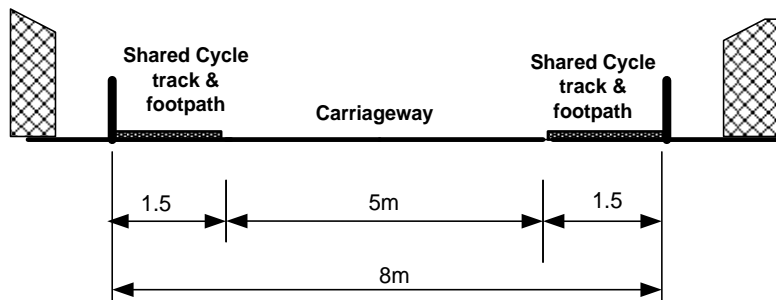 Shared Cycle
track &
footpath
Carriageway
Shared Cycle
track &
footpath
1.5
5m
1.5
8m